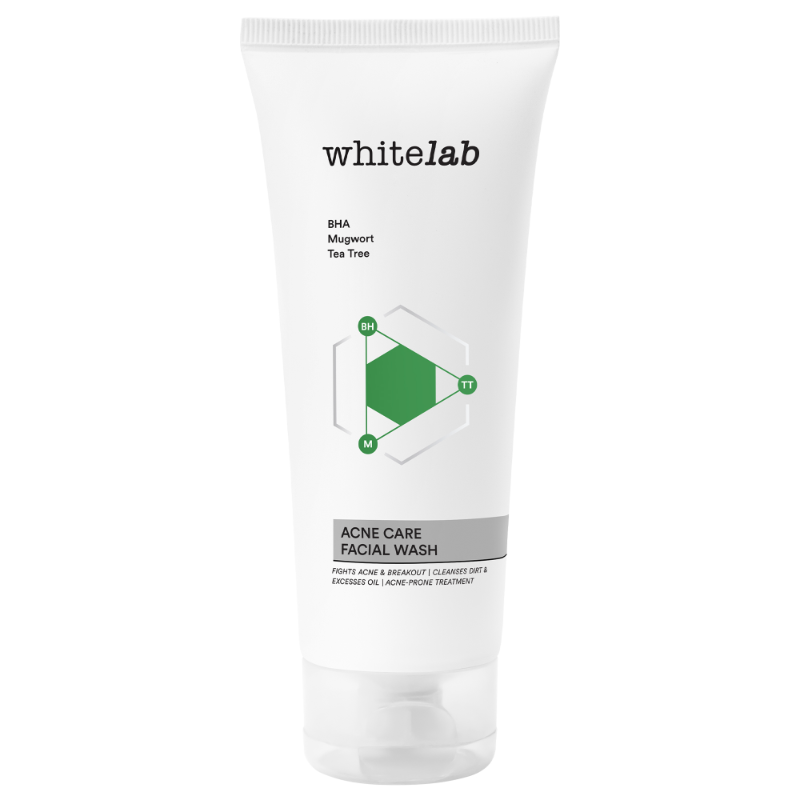 whitelab
BHA
Mugwort
Tea Tree
BH
TT
M
ACNE CARE
FACIAL WASH
FIGHTS ACNE & BREAKOUT | CLEANSES DIRT &
EXCESSES OIL | ACNE-PRONE TREATMENT